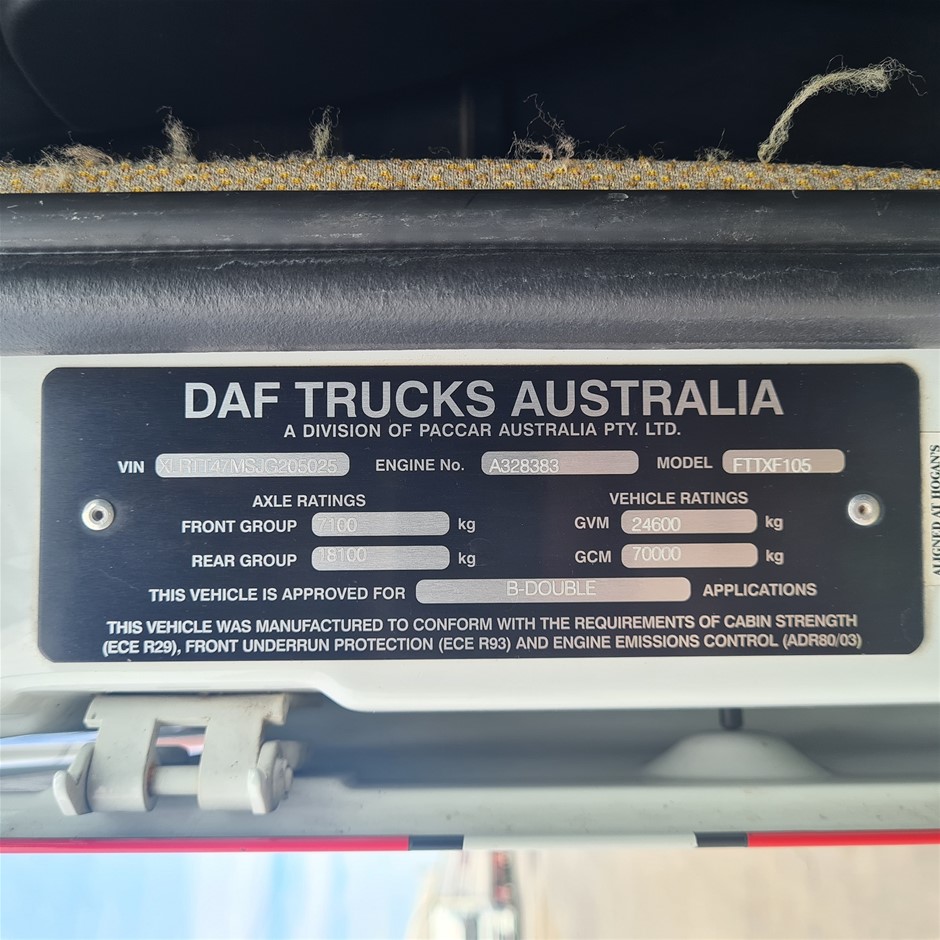 DAF TRUCKS AUSTRALIA
A DIVISION OF PACCAR AUSTRALIA PTY. LTD.
VIN XLRTT47MSJG205025 ENGINE No. A328383 MODEL FTTXF105
AXLE RATINGS VEHICLE RATINGS
FRONT GROUP 7100 kg GVM 24600 kg
REAR GROUP 18100 kg GCM 70000 kg
THIS VEHICLE IS APPROVED FOR B-DOUBLE APPLICATIONS
THIS VEHICLE WAS MANUFACTURED TO CONFORM WITH THE REQUIREMENTS OF CABIN STRENGTH
(ECE R29), FRONT UNDERRUN PROTECTION (ECE R93) AND ENGINE EMISSIONS CONTROL (ADR80/03)
ALIGNED AT HOGAN'S